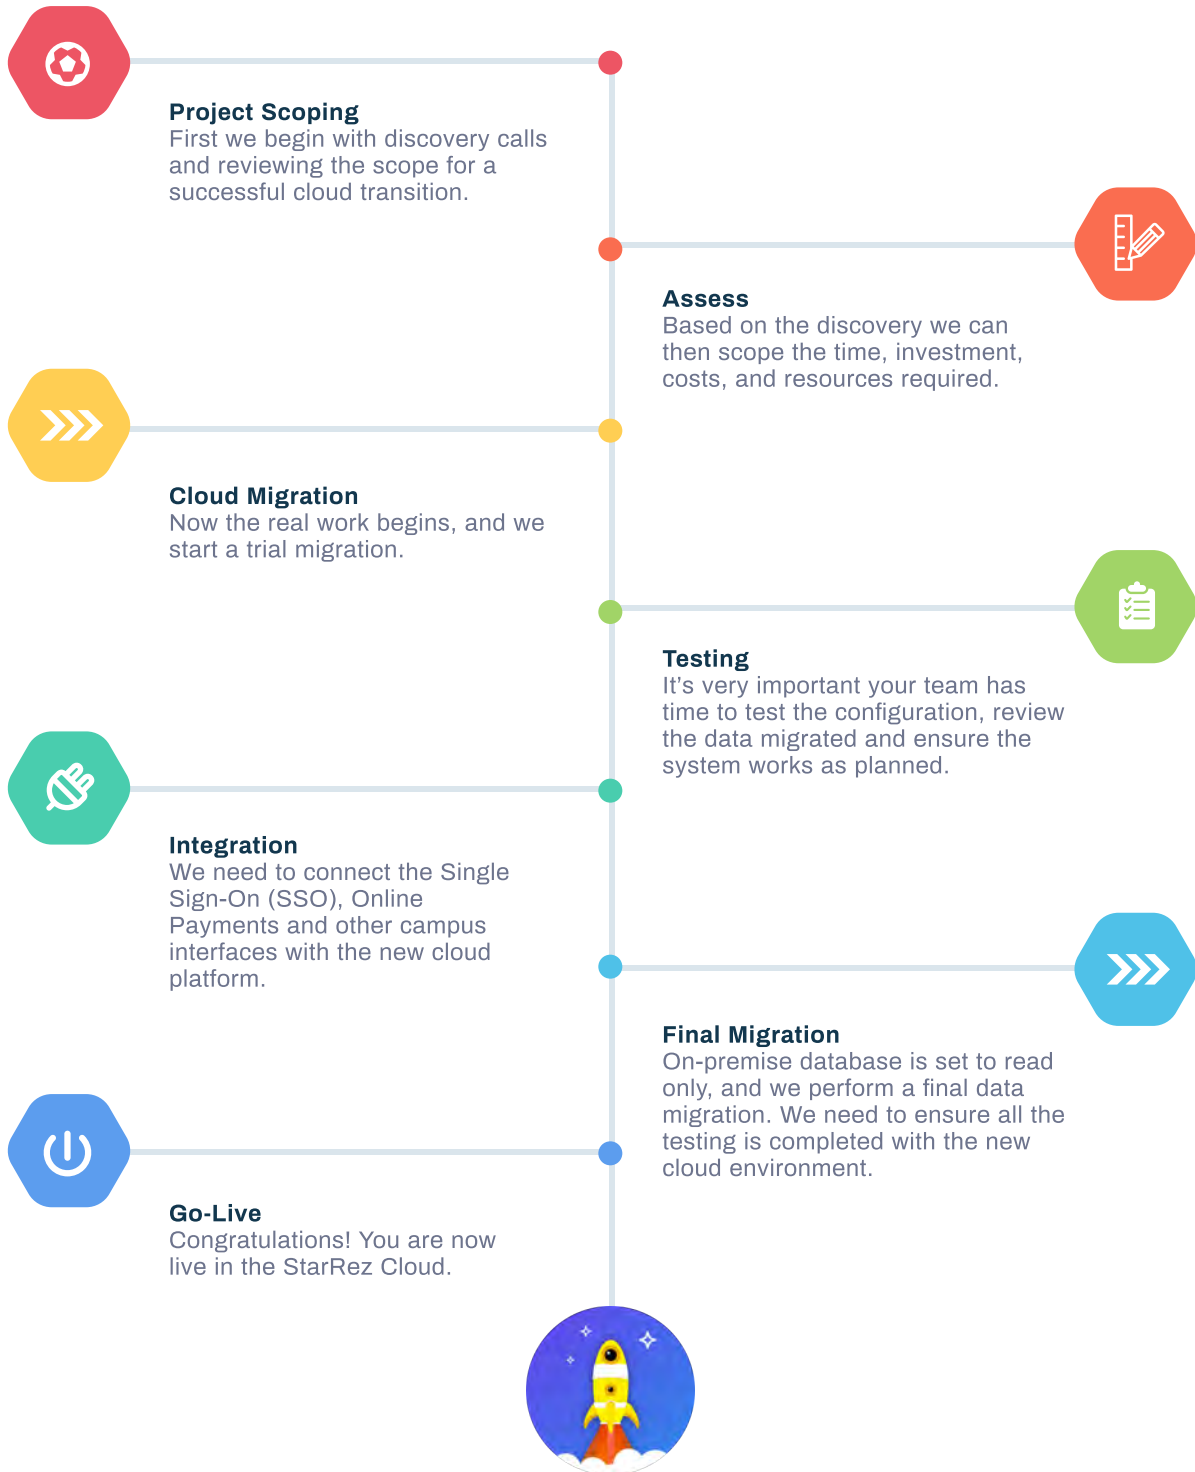 Project Scoping
First we begin with discovery calls
and reviewing the scope for a
successful cloud transition.
Assess
Based on the discovery we can
then scope the time, investment,
costs, and resources required.
Cloud Migration
Now the real work begins, and we
start a trial migration.
Testing
It’s very important your team has
time to test the configuration, review
the data migrated and ensure the
system works as planned.
Integration
We need to connect the Single
Sign-On (SSO), Online
Payments and other campus
interfaces with the new cloud
platform.
Final Migration
On-premise database is set to read
only, and we perform a final data
migration. We need to ensure all the
testing is completed with the new
cloud environment.
Go-Live
Congratulations! You are now
live in the StarRez Cloud.